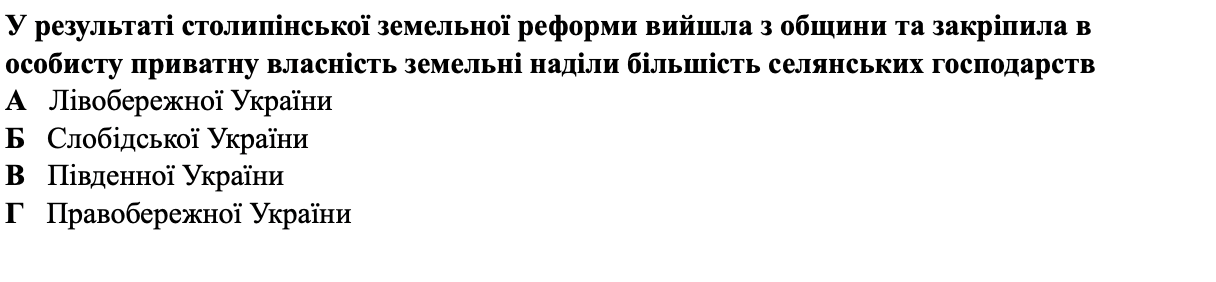 У результаті столипінської земельної реформи вийшла з общини та закріпила в
особисту приватну власність земельні наділи більшість селянських господарств
А Лівобережної України
Б Слобідської України
В Південної України
Г Правобережної України